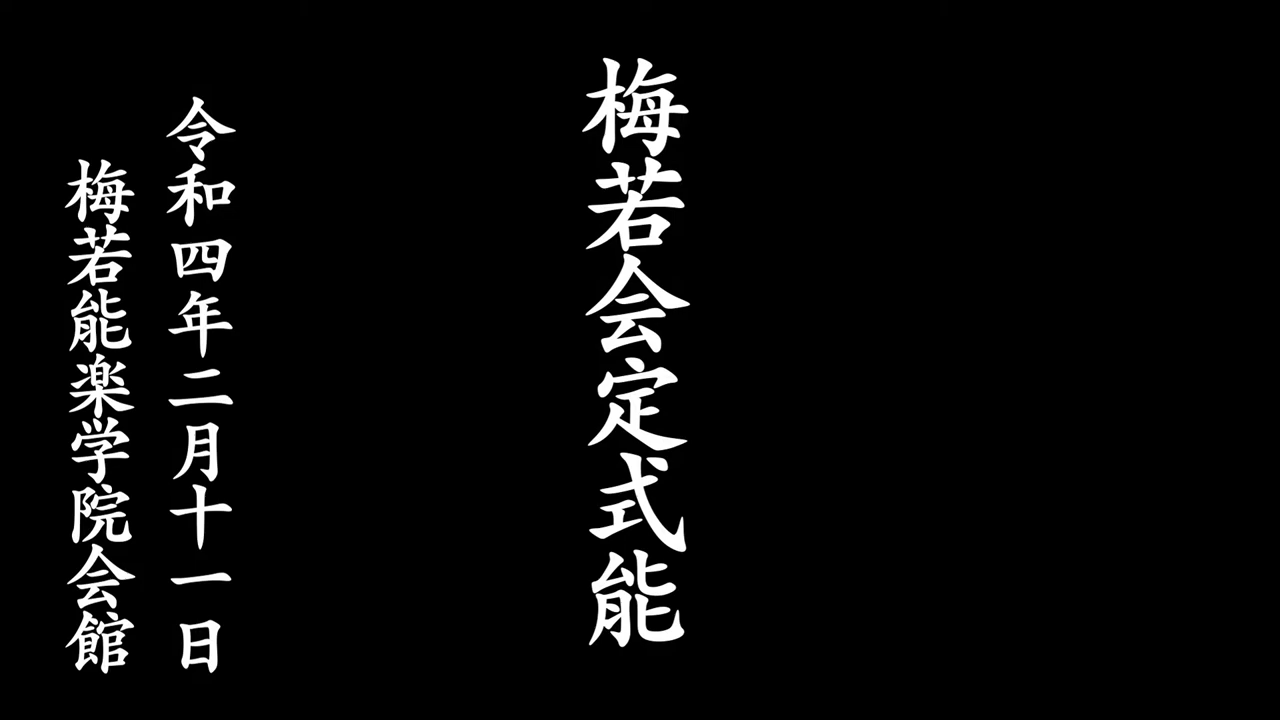 梅若会定式能
令和四年二月十一日
梅若能楽学院会館